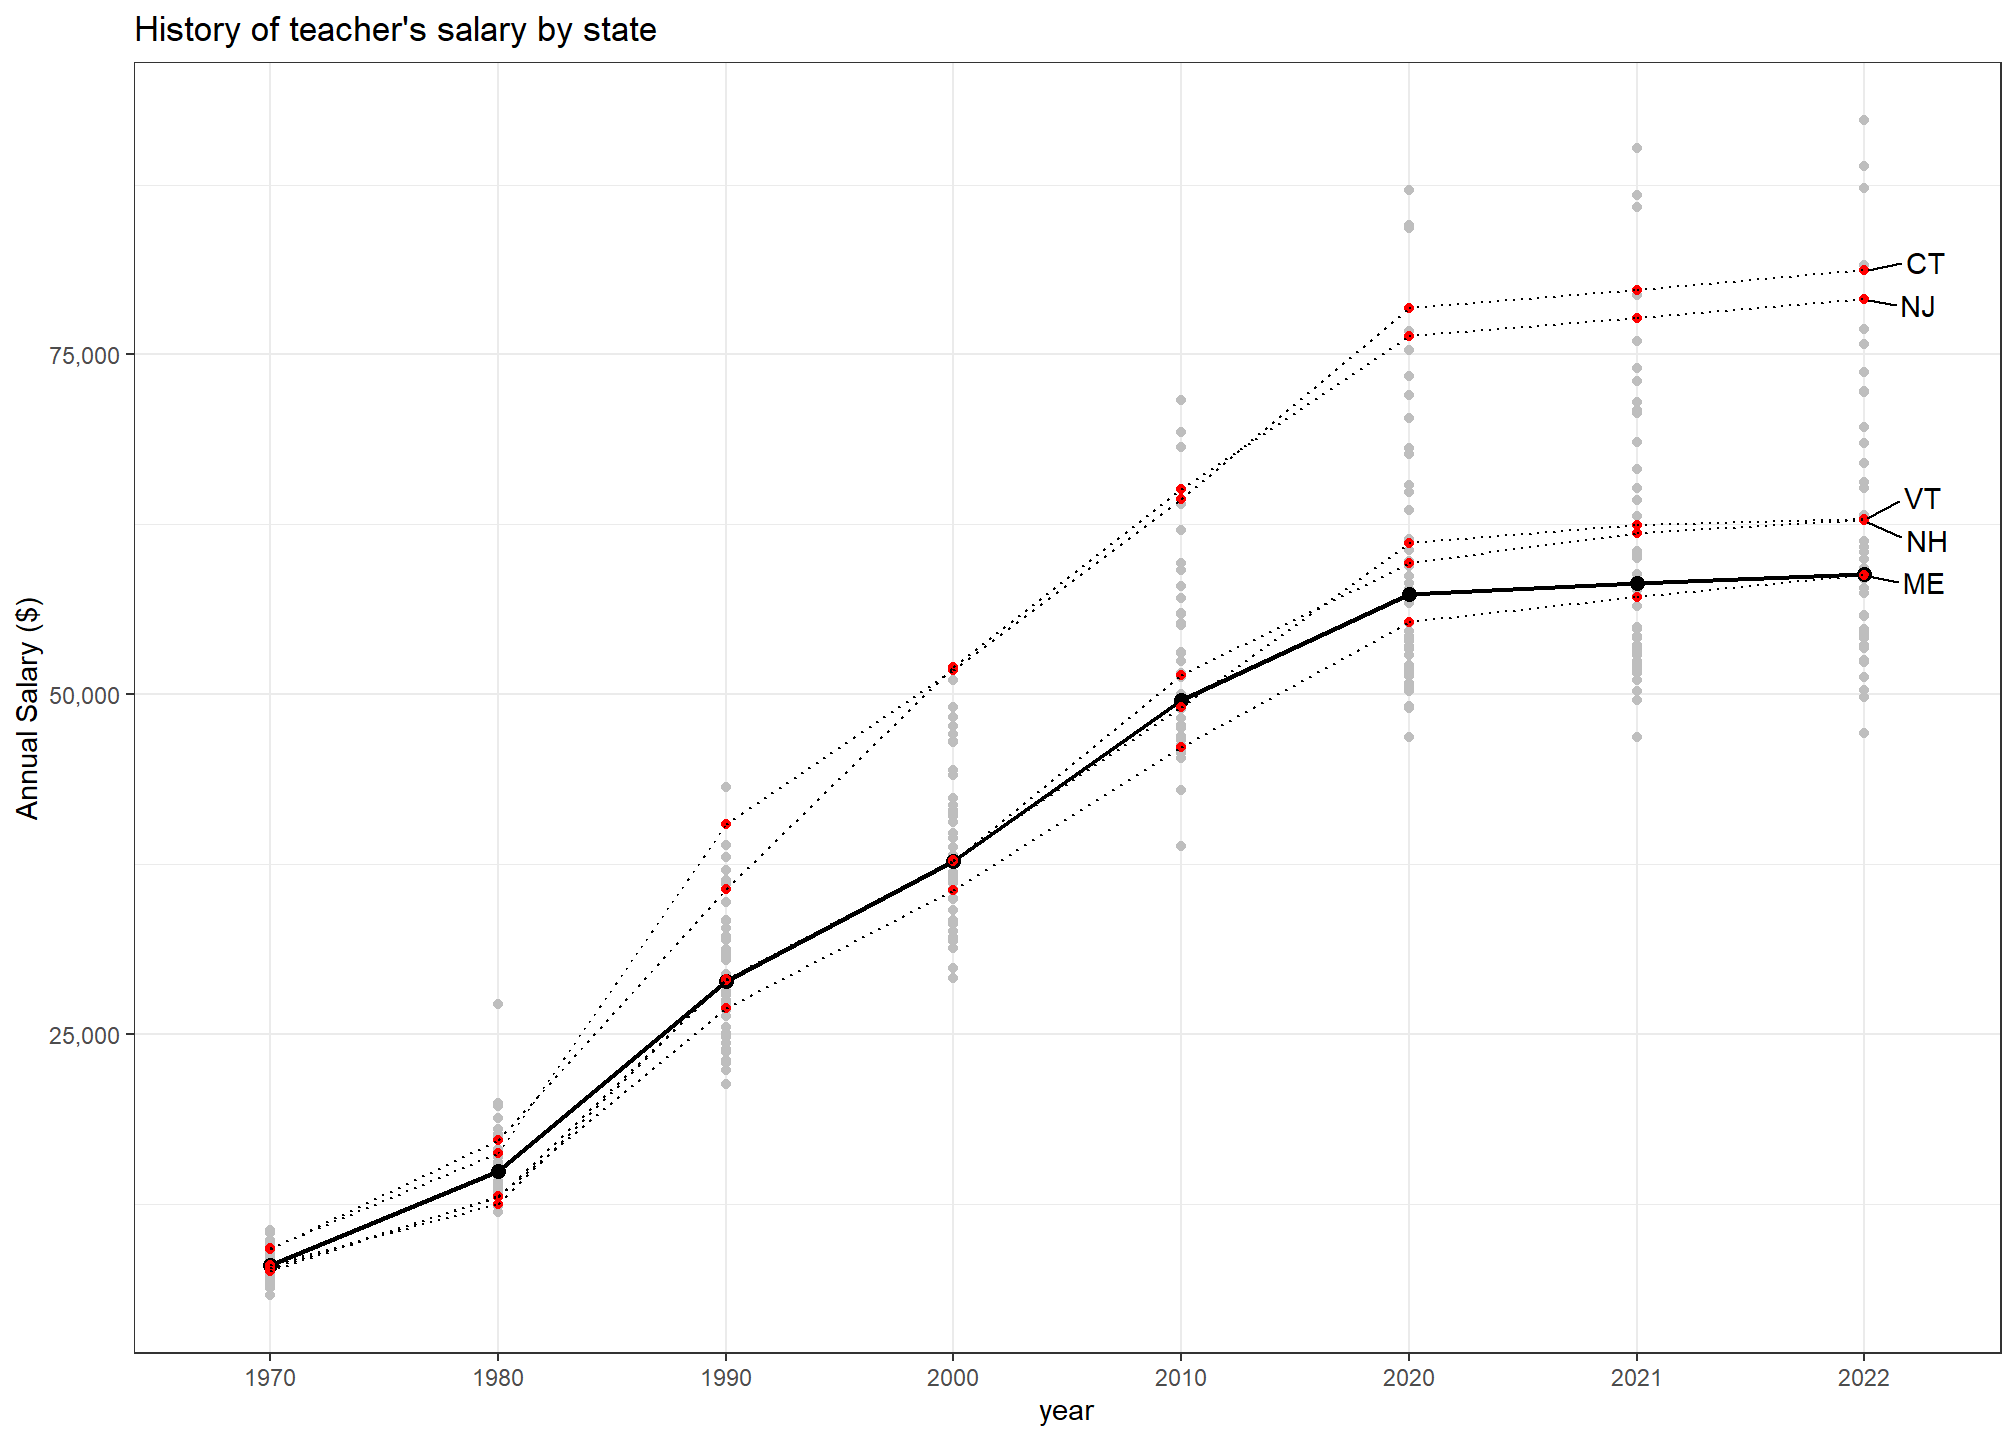 History of teacher's salary by state
Annual Salary ($)
75,000
50,000
25,000
CT
NJ
VT
NH
ME
1970 1980 1990 2000 2010 2020 2021 2022
year